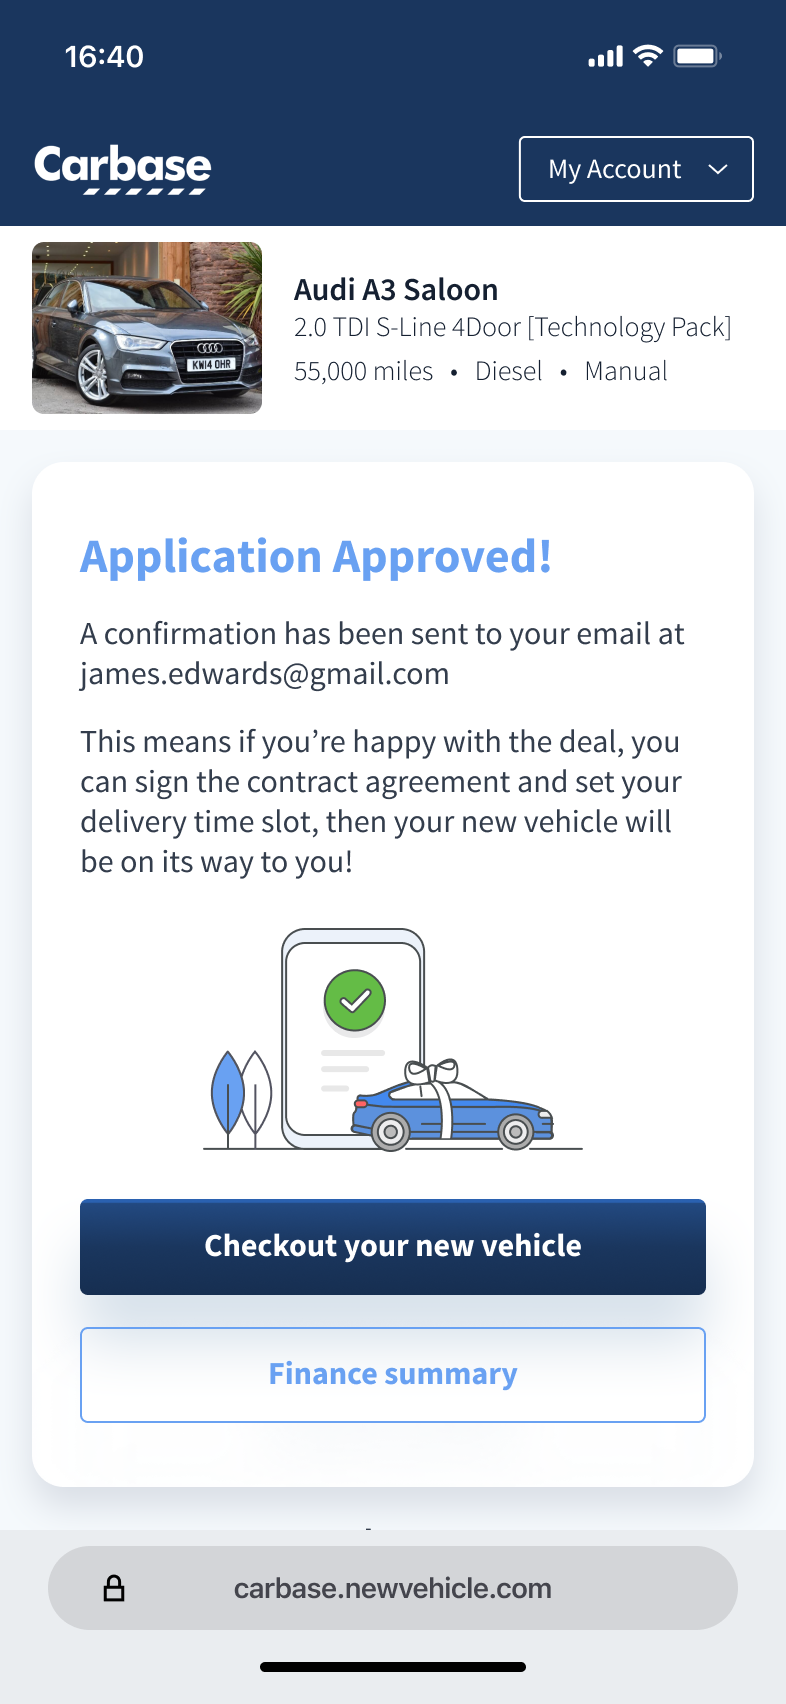 16:40
Carbase
My Account
Audi A3 Saloon
2.0 TDI S-Line 4Door [Technology Pack]
55,000 miles • Diesel • Manual
KW14 OHR
Application Approved!
A confirmation has been sent to your email at
james.edwards@gmail.com
This means if you’re happy with the deal, you
can sign the contract agreement and set your
delivery time slot, then your new vehicle will
be on its way to you!
Checkout your new vehicle
Finance summary
carbase.newvehicle.com